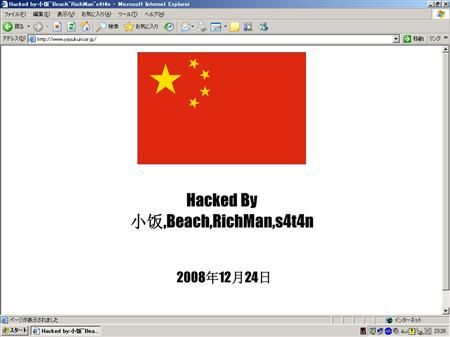 Hacked by:小饭~Beach~RichMan~s4t4n - Microsoft Internet Explorer
ファイル(F) 編集(E) 表示(V) お気に入り(A) ツール(T) ヘルプ(H)
戻る 検索 お気に入り
アドレス(D) http://www.yasukuni.or.jp/ 移動 リンク »
Hacked By
小饭,Beach,RichMan,s4t4n
2008年12月24日
ページが表示されました インターネット
スタート Hacked by:小饭~Bea... 23:28